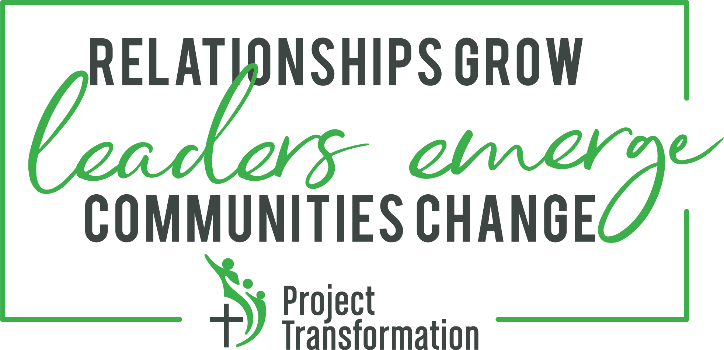 RELATIONSHIPS GROW
leaders emerge
COMMUNITIES CHANGE
Project
Transformation